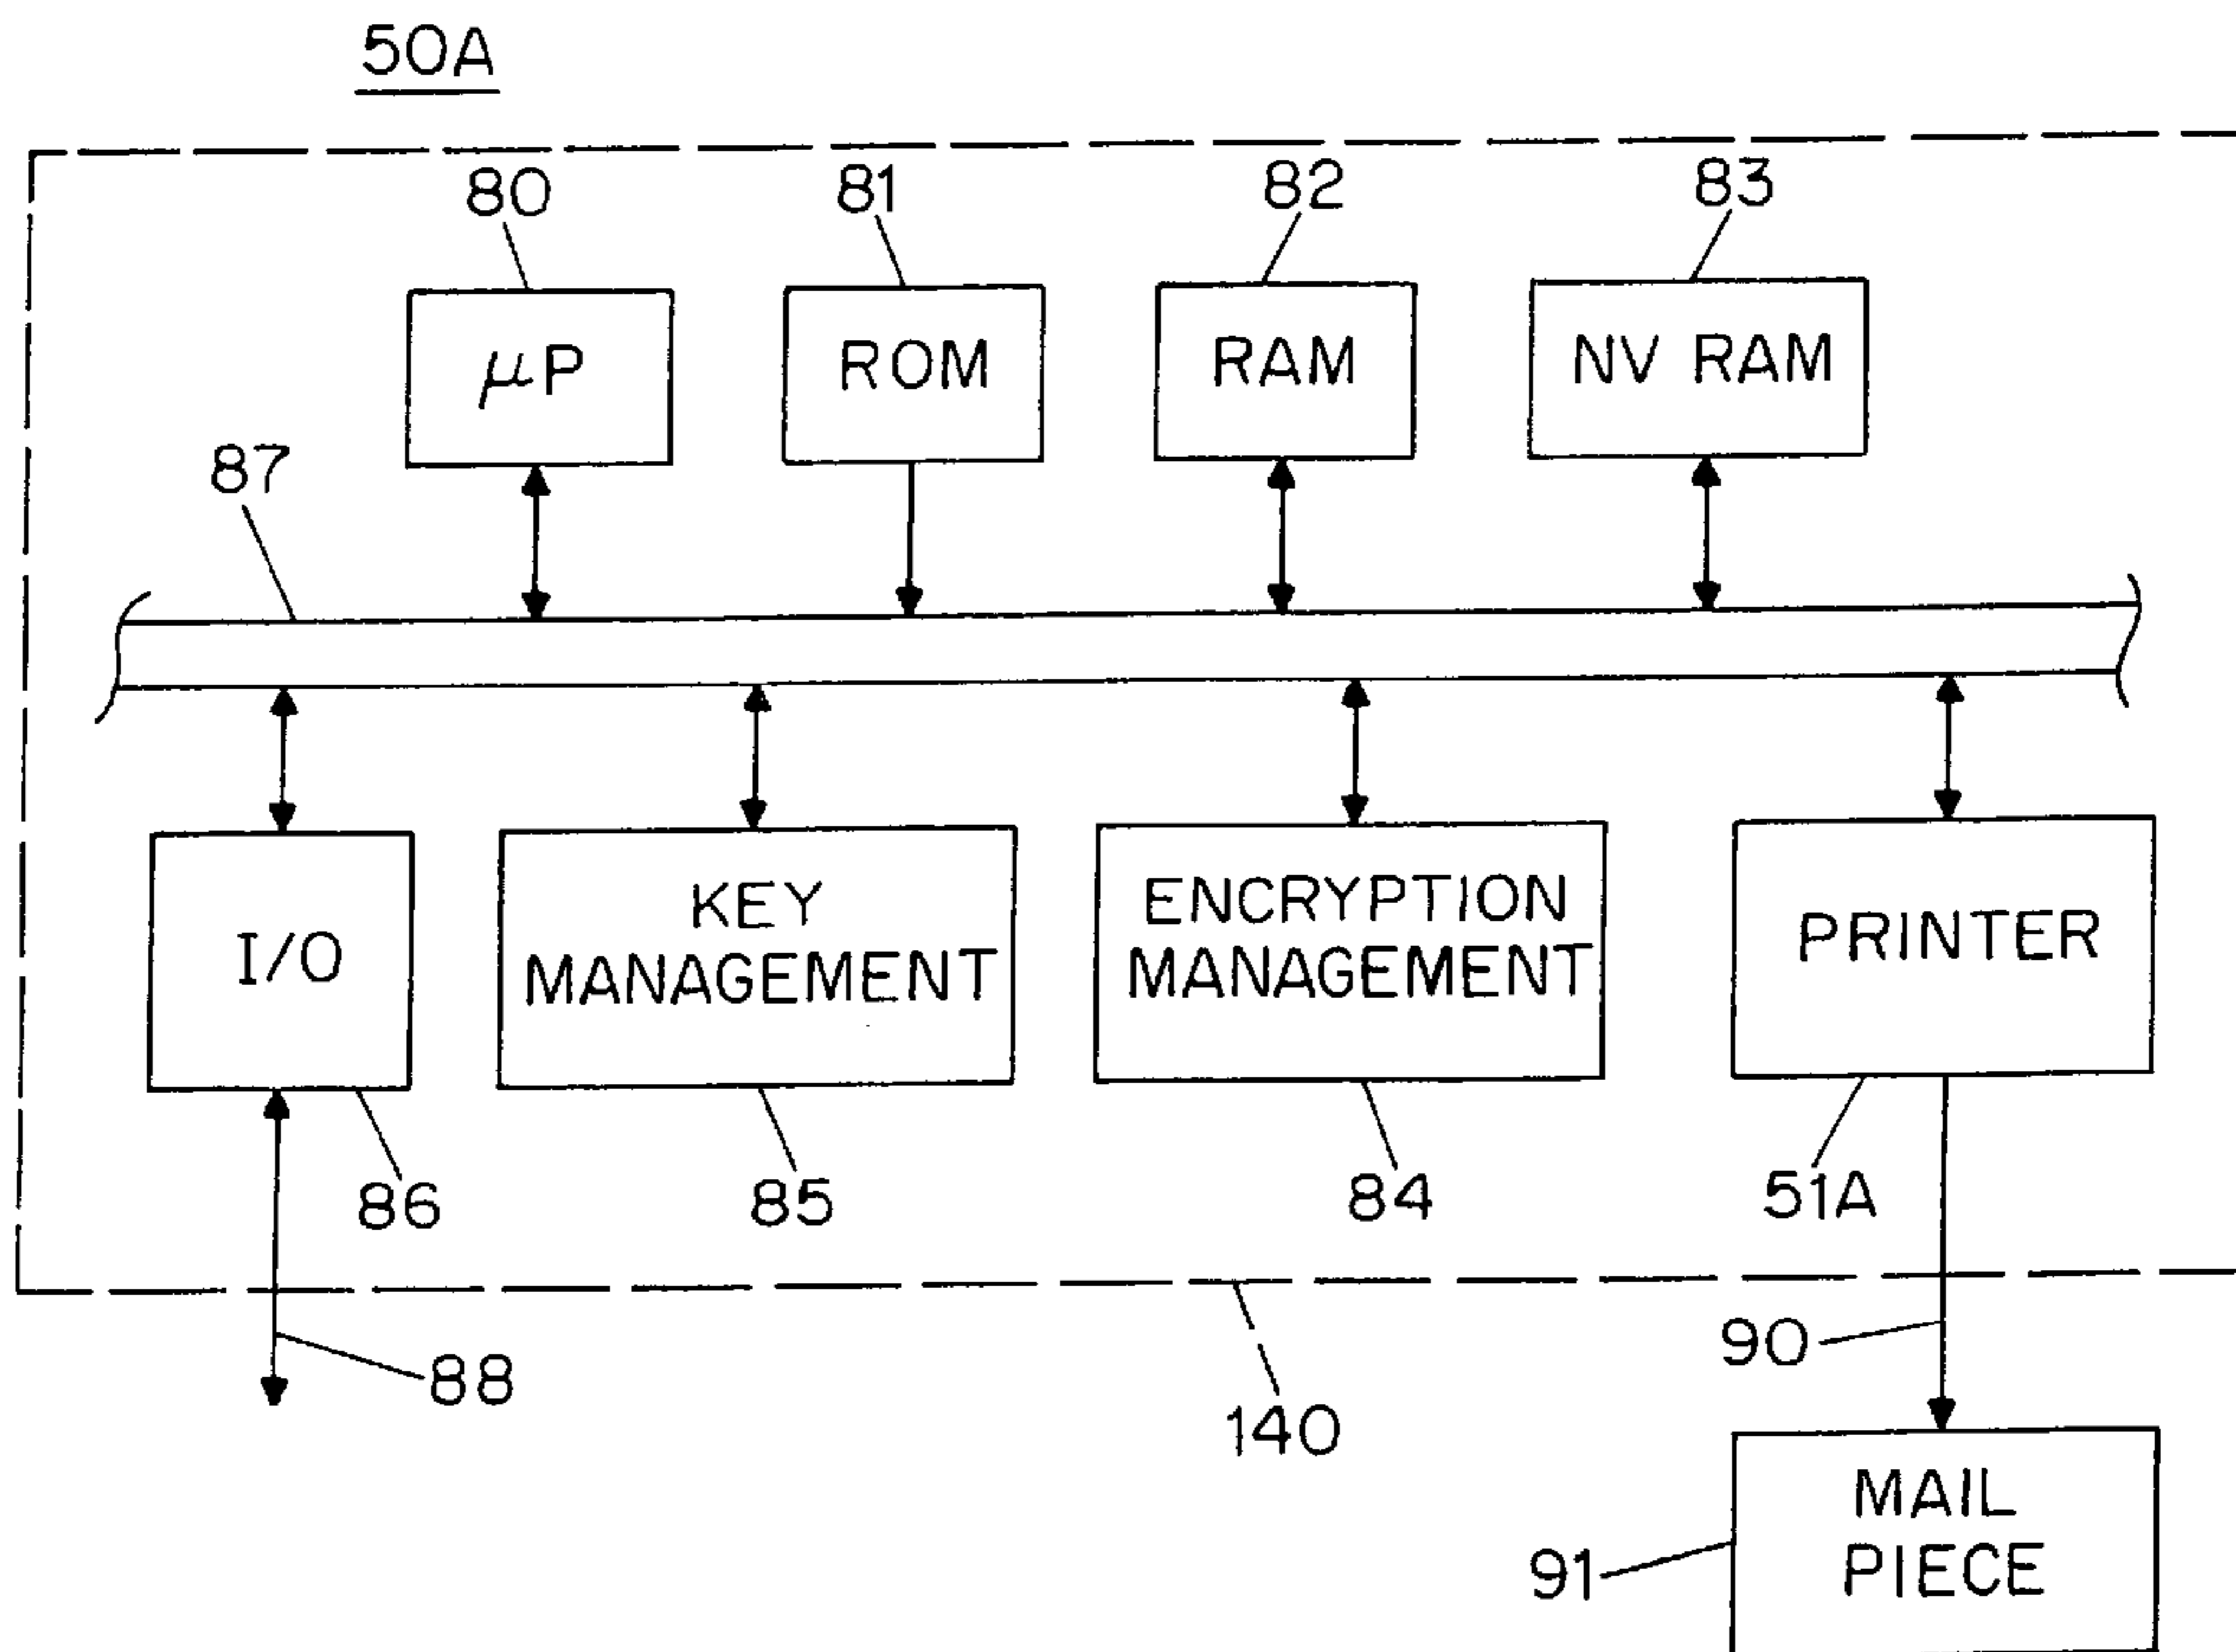 50A
80
81
82
83
μP
ROM
RAM
NV RAM
87
I/O
KEY
MANAGEMENT
ENCRYPTION
MANAGEMENT
PRINTER
86
85
84
51A
88
140
90
91
MAIL
PIECE